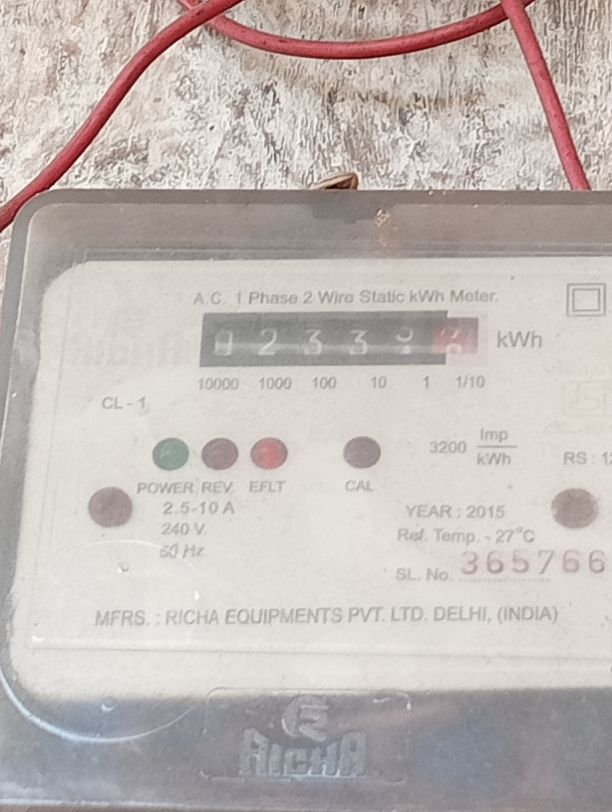 A.C. 1 Phase 2 Wire Static kWh Meter.
0 2 3 3 kWh
10000 1000 100 10 1 1/10
CL - 1
3200 Imp/kWh
RS : 1
POWER REV EFLT CAL
2.5-10 A
240 V
50 Hz
YEAR : 2015
Ref. Temp. - 27°C
SL. No. 365766
MFRS. : RICHA EQUIPMENTS PVT. LTD. DELHI, (INDIA)
RICHA